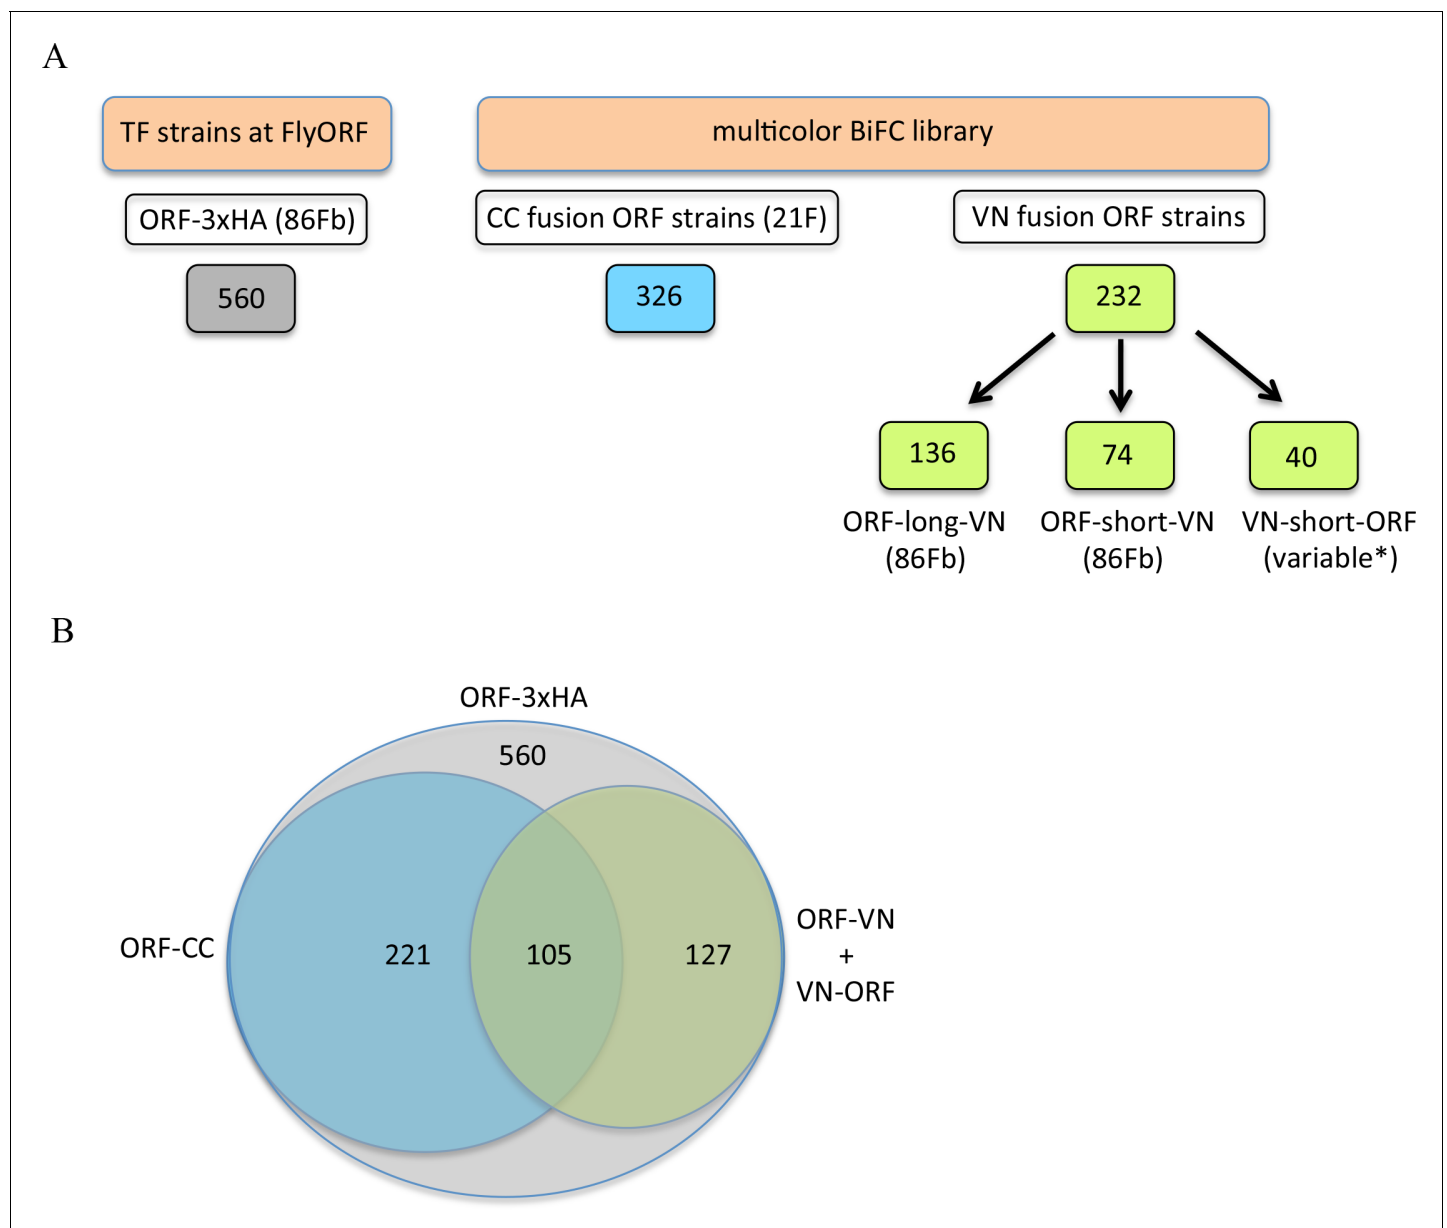 A
TF strains at FlyORF
multicolor BiFC library
ORF-3xHA (86Fb)
CC fusion ORF strains (21F)
VN fusion ORF strains
560
326
232
136
74
40
ORF-long-VN
(86Fb)
ORF-short-VN
(86Fb)
VN-short-ORF
(variable*)
B
ORF-3xHA
560
ORF-CC
221
105
127
ORF-VN
+
VN-ORF